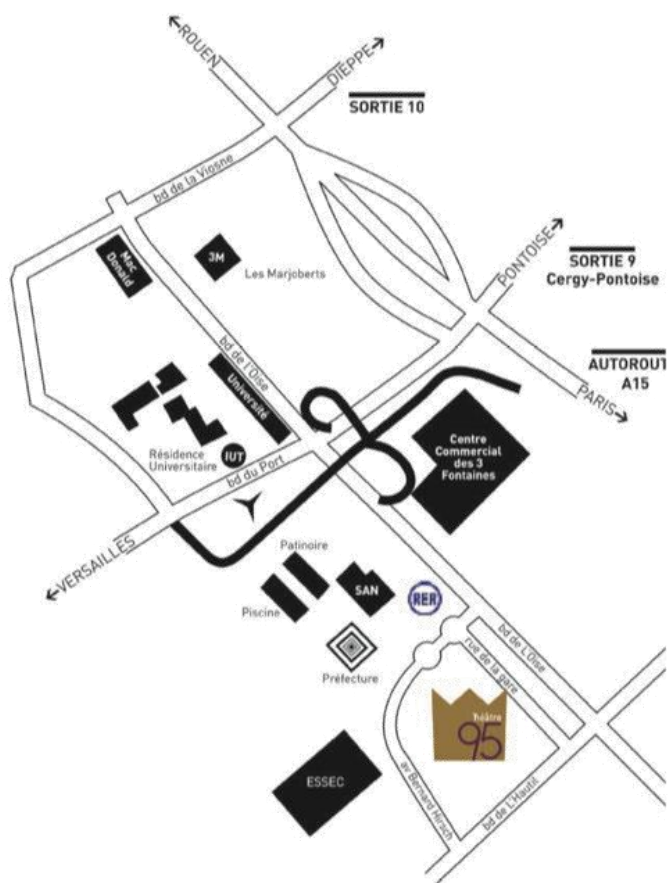 ROUEN
DIEPPE
SORTIE 10
bd de la Viosne
Mac
Donald
3M
Les Marjoberts
PONTOISE
SORTIE 9
Cergy-Pontoise
AUTOROUT
A15
PARIS
bd de l'Oise
Université
Centre
Commercial
des 3
Fontaines
Résidence
Universitaire
IUT
bd du Port
VERSAILLES
Patinoire
Piscine
SAN
RER
Préfecture
bd de L'Oise
rue de la gare
Théâtre
95
ESSEC
av Bernard Hirsch
bd de L'Hautil